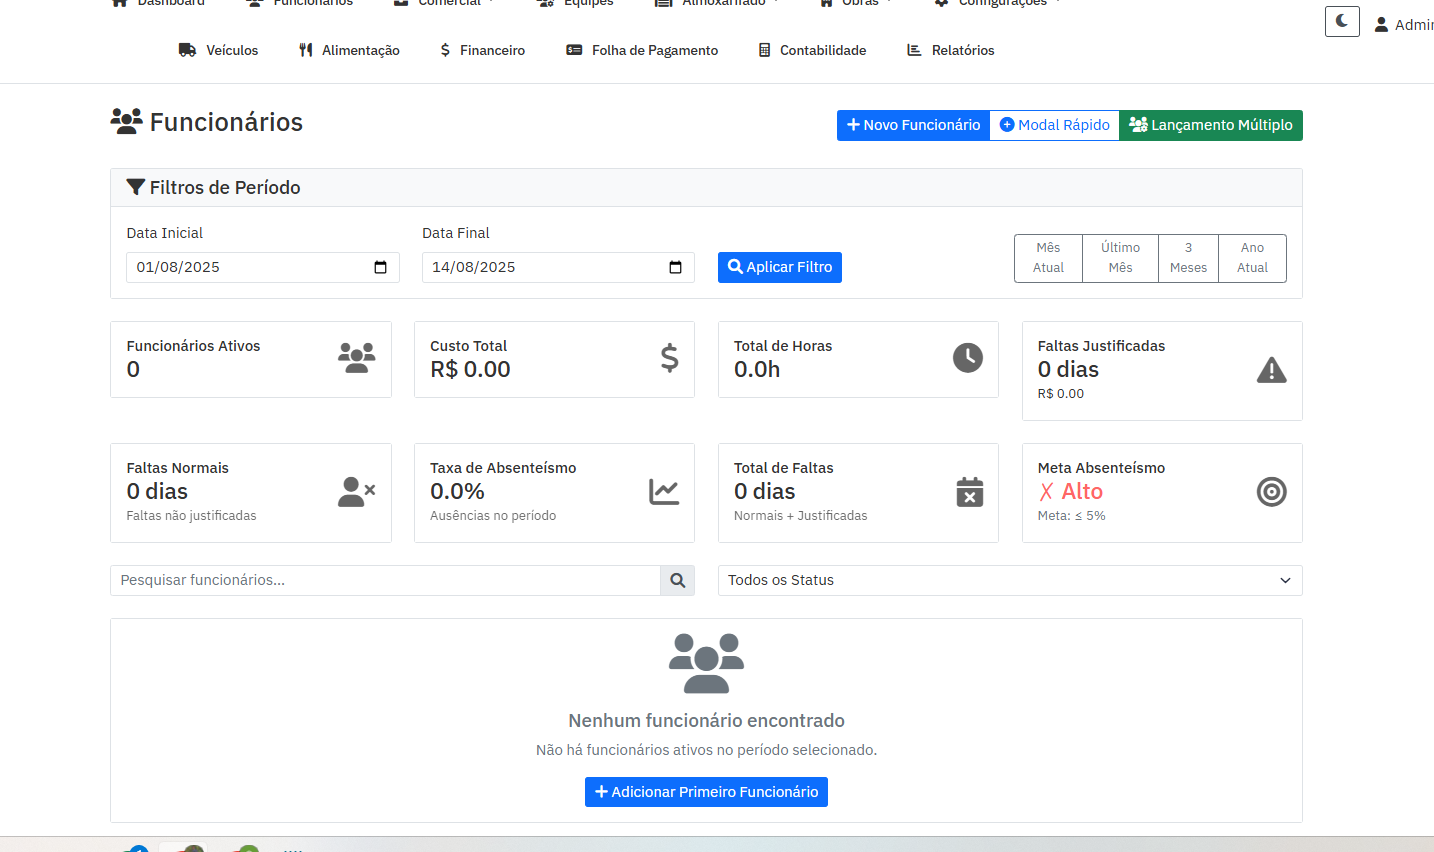 Dashboard Funcionários Comercial Equipes Almoxarifado Obras Configurações
Admin
Veículos Alimentação Financeiro Folha de Pagamento Contabilidade Relatórios
Funcionários
Novo Funcionário Modal Rápido Lançamento Múltiplo
Filtros de Período
Data Inicial Data Final
01/08/2025 14/08/2025 Aplicar Filtro
Mês Atual Último Mês 3 Meses Ano Atual
Funcionários Ativos
0
Custo Total
R$ 0.00
Total de Horas
0.0h
Faltas Justificadas
0 dias
R$ 0.00
Faltas Normais
0 dias
Faltas não justificadas
Taxa de Absenteísmo
0.0%
Ausências no período
Total de Faltas
0 dias
Normais + Justificadas
Meta Absenteísmo
✗ Alto
Meta: ≤ 5%
Pesquisar funcionários...
Todos os Status
Nenhum funcionário encontrado
Não há funcionários ativos no período selecionado.
Adicionar Primeiro Funcionário